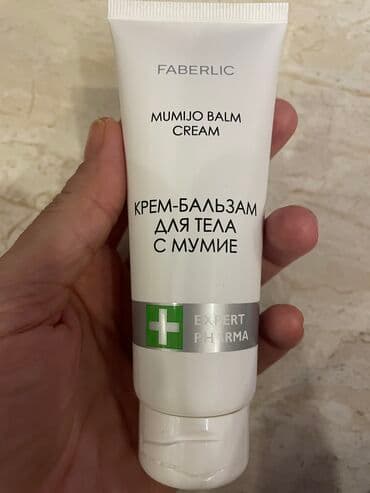 FABERLIC
MUMIJO BALM
CREAM
КРЕМ-БАЛЬЗАМ
ДЛЯ ТЕЛА
С МУМИЕ
EXPERT
PHARMA